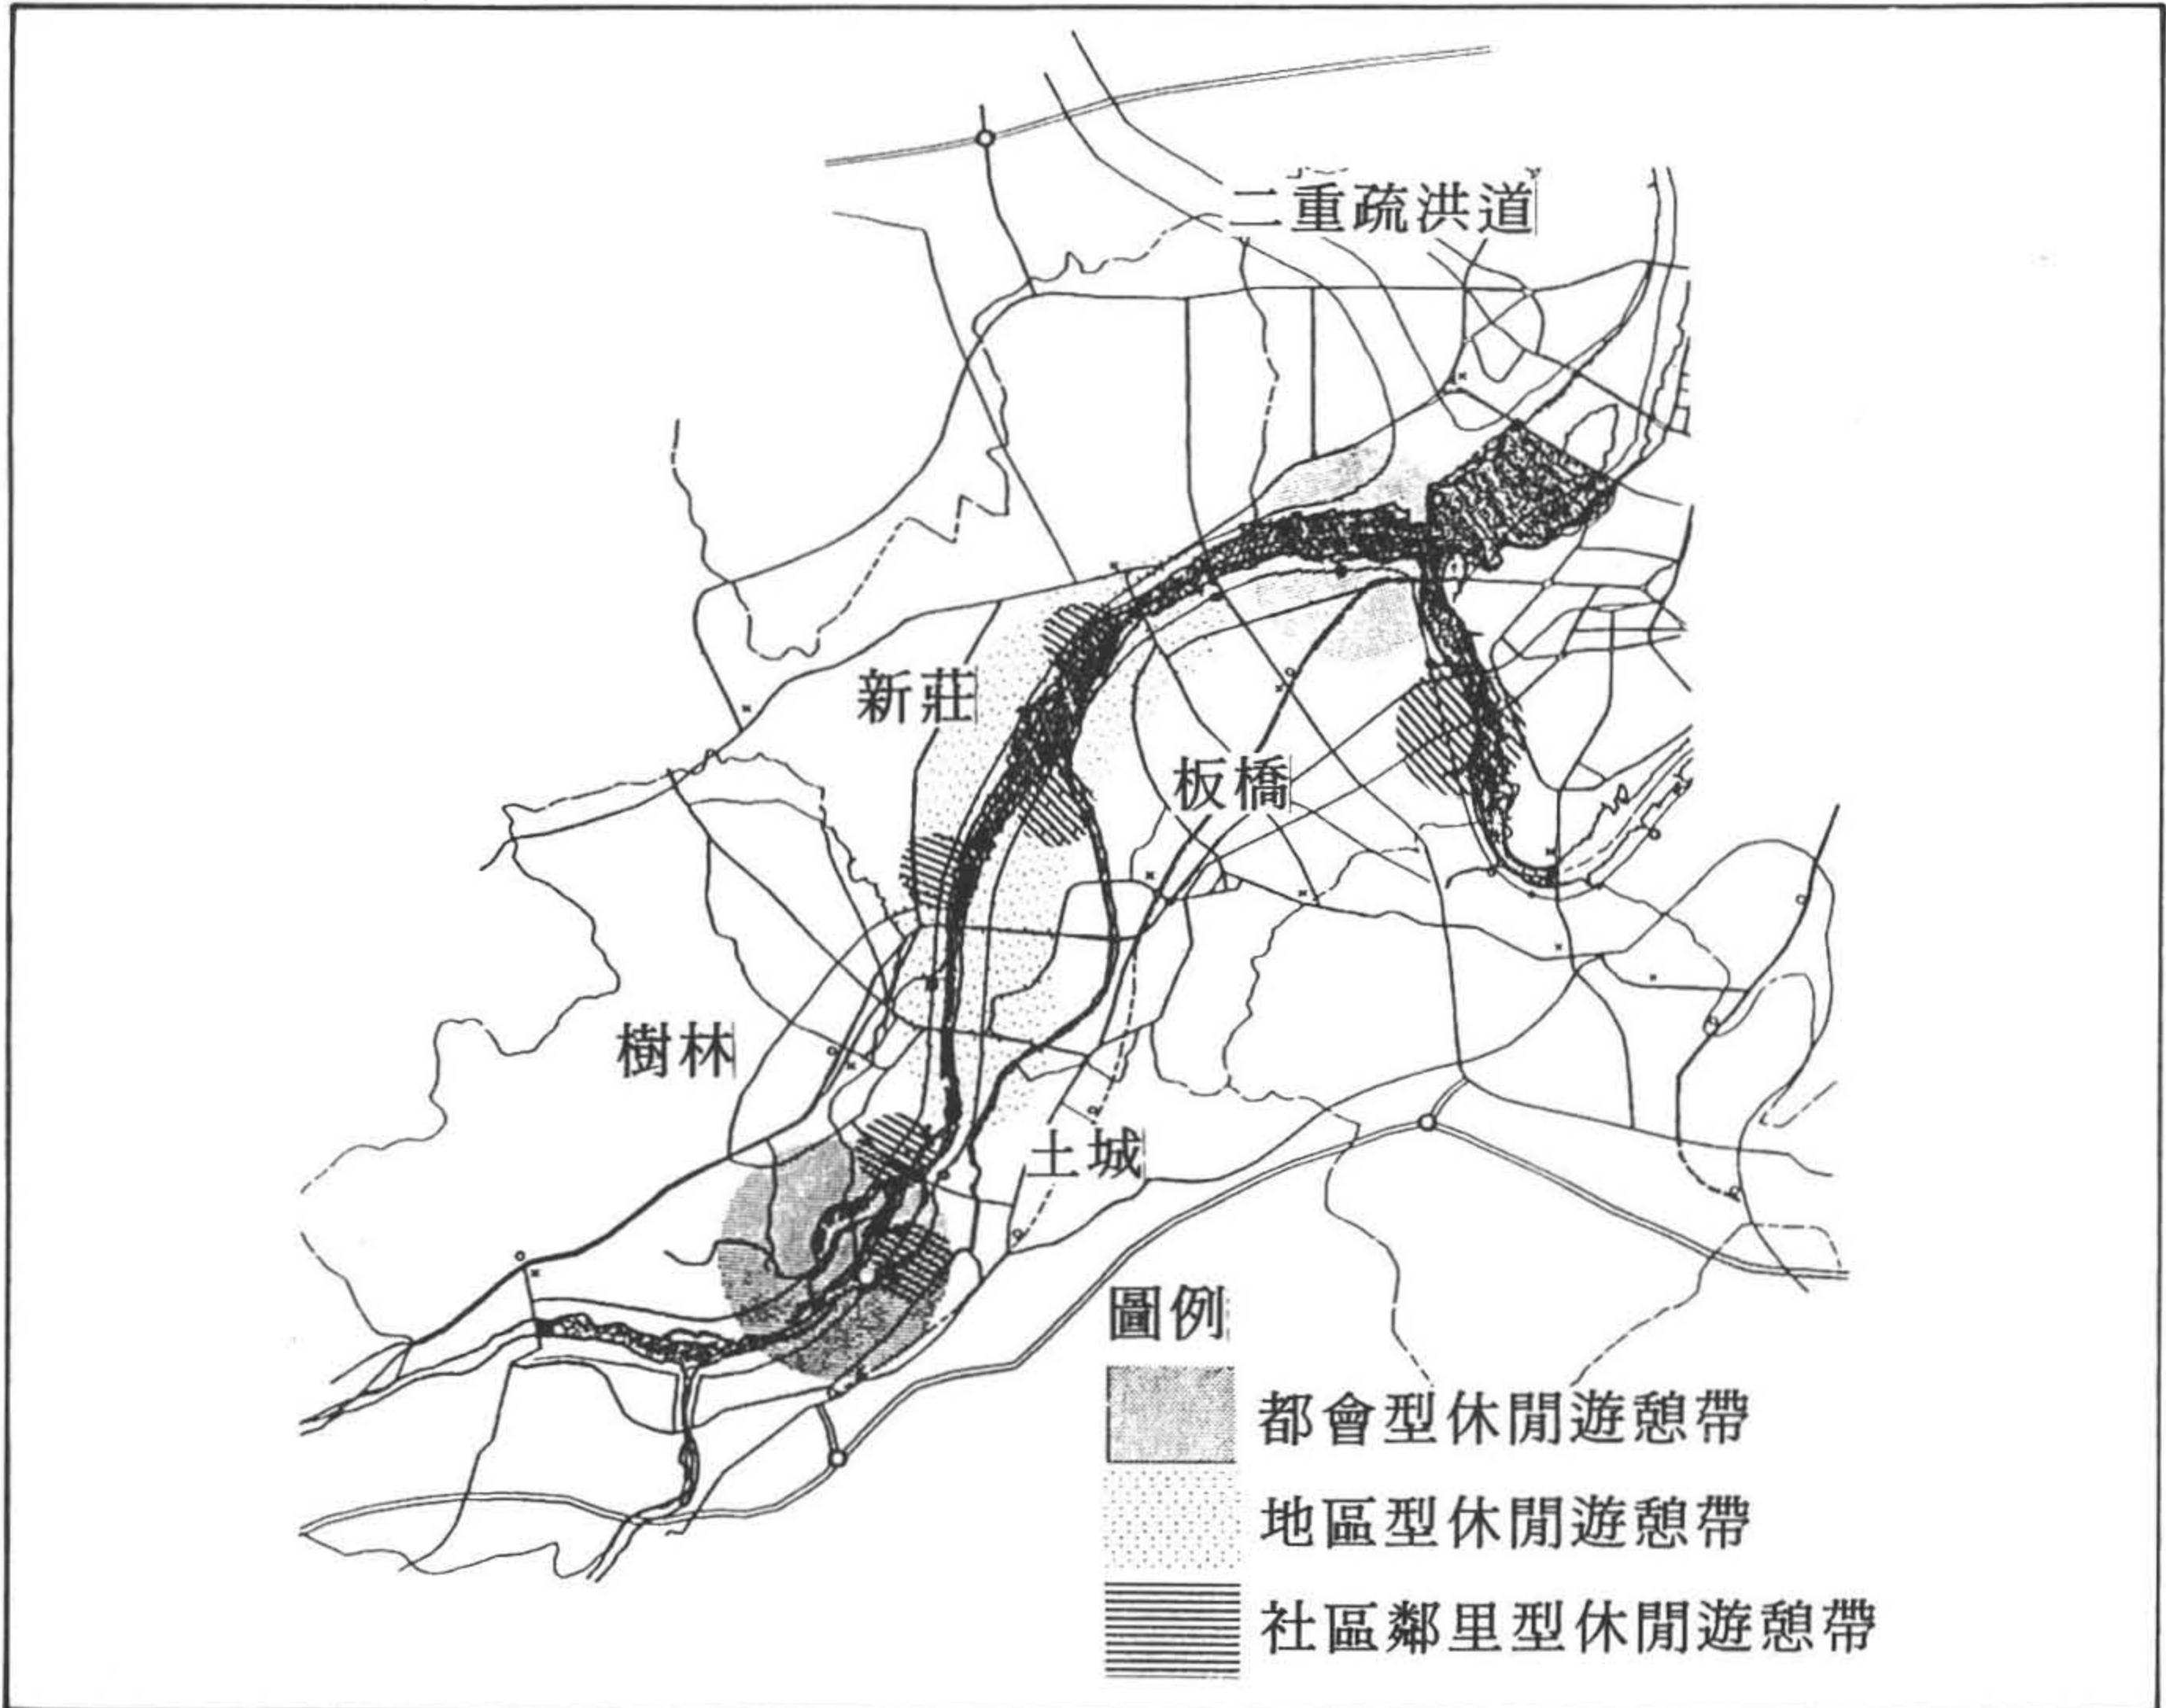 二重疏洪道
新莊
板橋
樹林
土城
圖例
都會型休閒遊憩帶
地區型休閒遊憩帶
社區鄰里型休閒遊憩帶